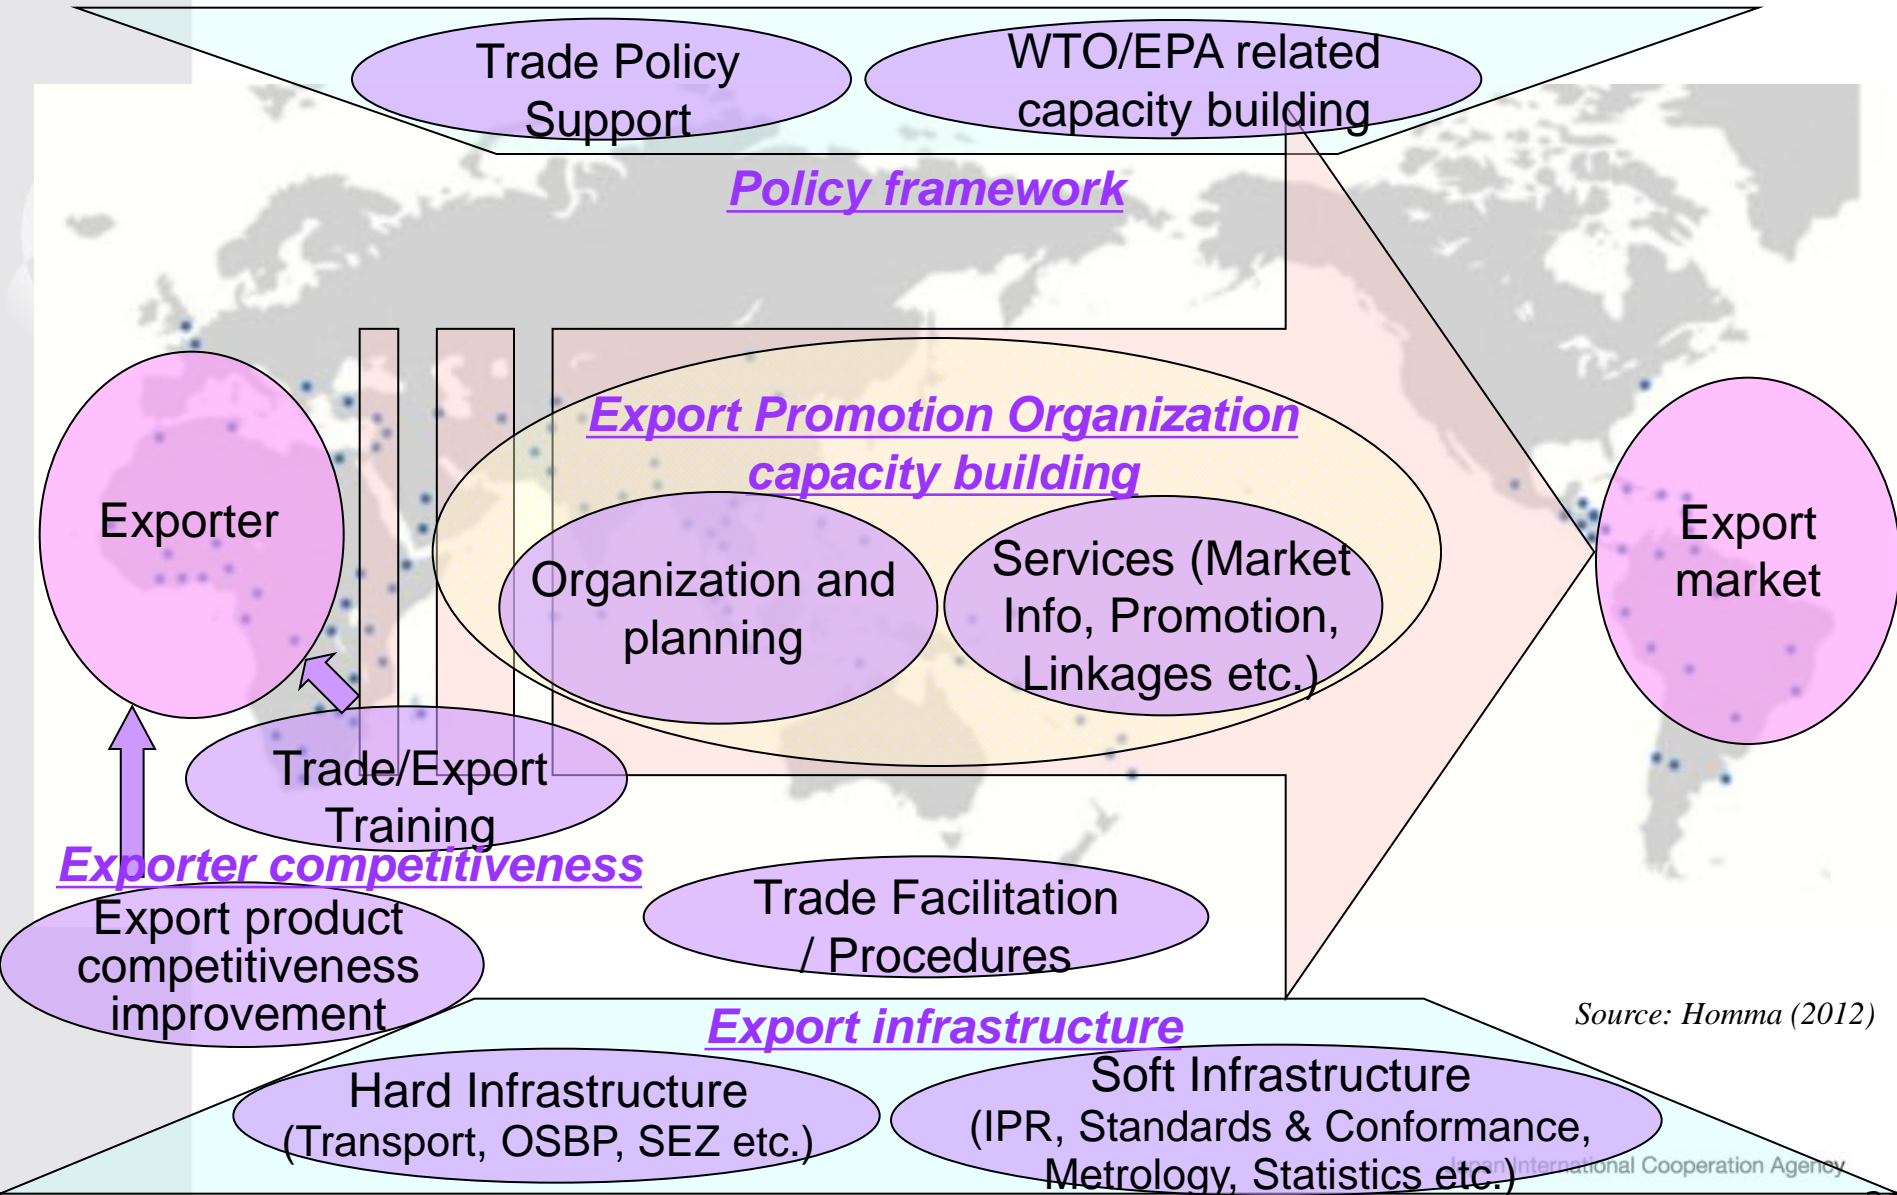 Trade Policy
Support
WTO/EPA related
capacity building
Policy framework
Export Promotion Organization
capacity building
Exporter
Organization and
planning
Services (Market
Info, Promotion,
Linkages etc.)
Export
market
Trade/Export
Training
Exporter competitiveness
Export product
competitiveness
improvement
Trade Facilitation
/ Procedures
Source: Homma (2012)
Export infrastructure
Hard Infrastructure
(Transport, OSBP, SEZ etc.)
Soft Infrastructure
(IPR, Standards & Conformance,
Metrology, Statistics etc.)
Japan International Cooperation Agency